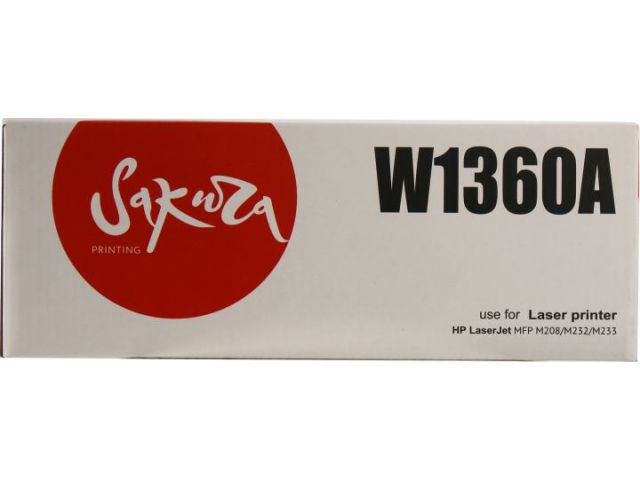 Sakura
PRINTING
W1360A
use for Laser printer
HP LaserJet MFP M208/M232/M233